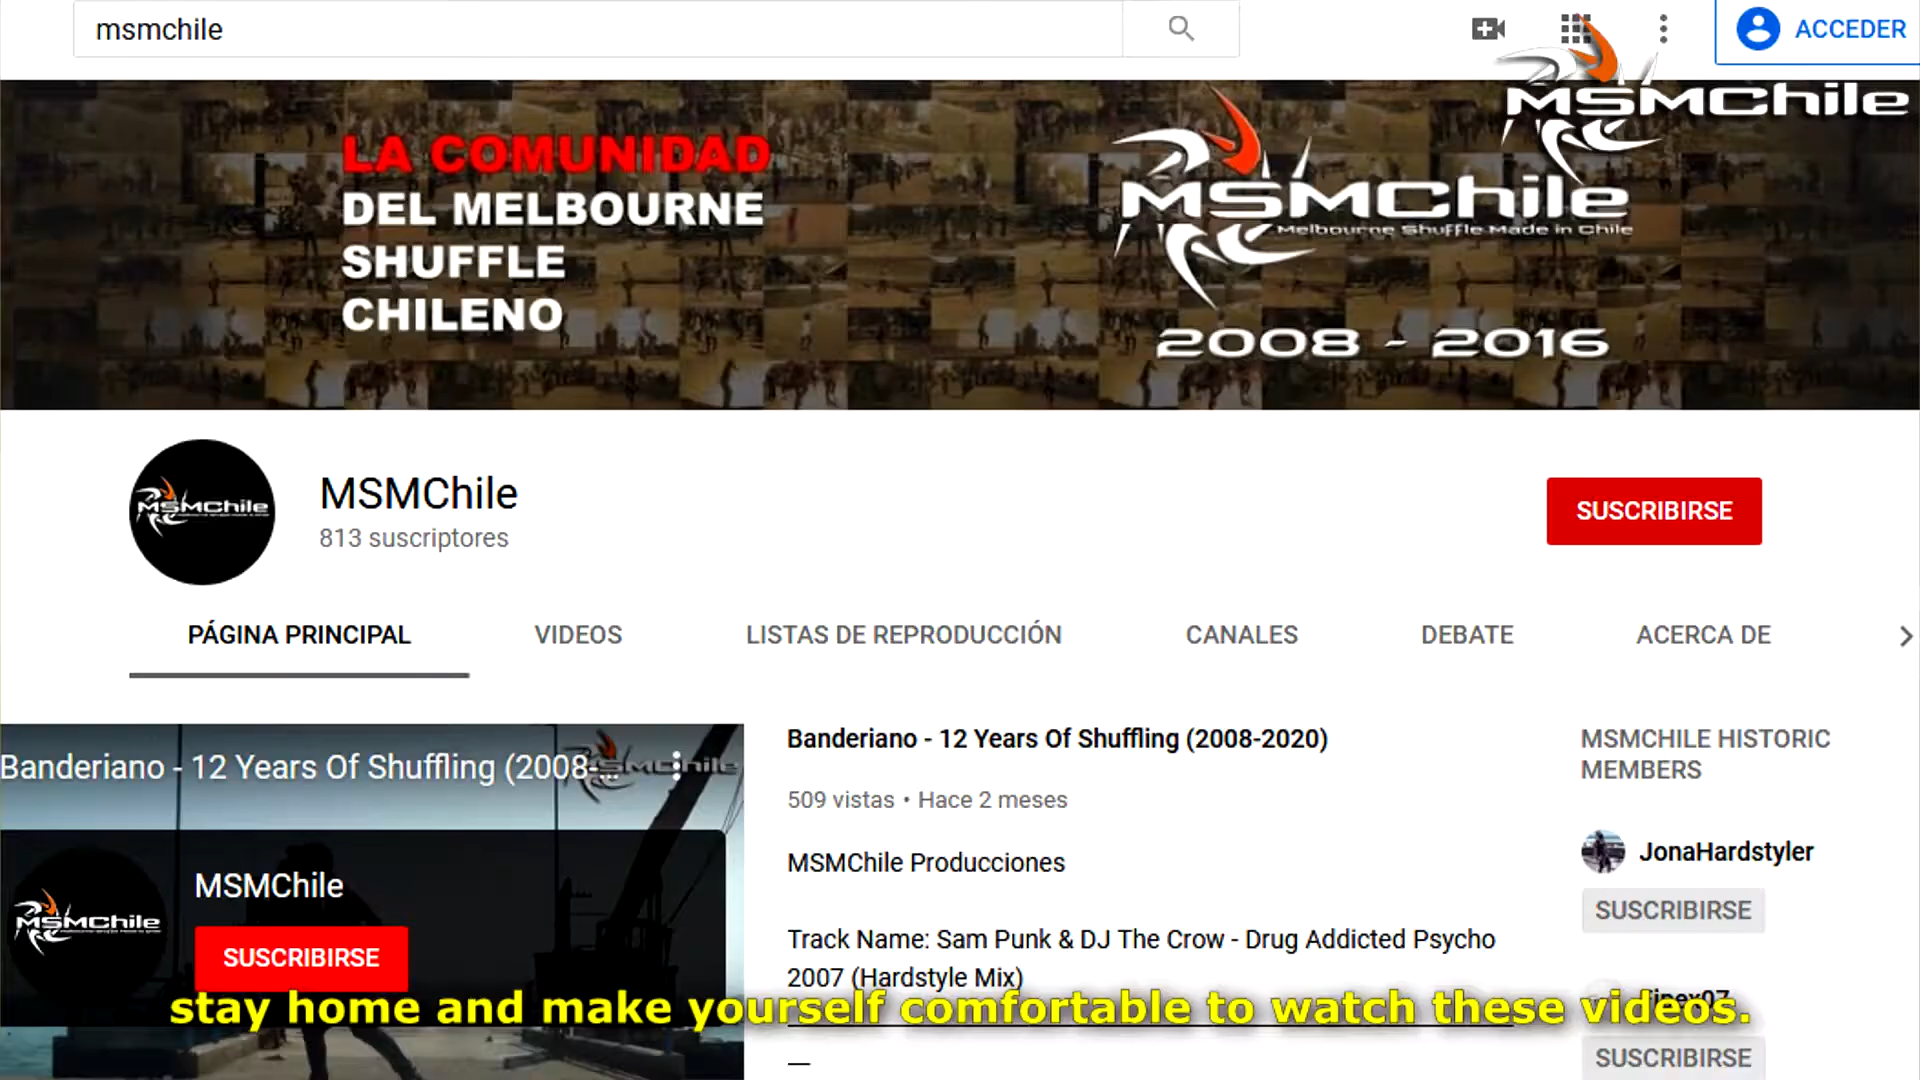 msmchile
ACCEDER
MSMChile
LA COMUNIDAD
DEL MELBOURNE
SHUFFLE
CHILENO
MSMChile
Melbourne Shuffle Made in Chile
2008 - 2016
MSMChile
MSMChile
813 suscriptores
SUSCRIBIRSE
PÁGINA PRINCIPAL
VIDEOS
LISTAS DE REPRODUCCIÓN
CANALES
DEBATE
ACERCA DE
Banderiano - 12 Years Of Shuffling (2008-...
MSMChile
MSMChile
MSMChile
SUSCRIBIRSE
Banderiano - 12 Years Of Shuffling (2008-2020)
509 vistas • Hace 2 meses
MSMChile Producciones
Track Name: Sam Punk & DJ The Crow - Drug Addicted Psycho
2007 (Hardstyle Mix)
—
MSMCHILE HISTORIC
MEMBERS
JonaHardstyler
SUSCRIBIRSE
SUSCRIBIRSE
stay home and make yourself comfortable to watch these videos.